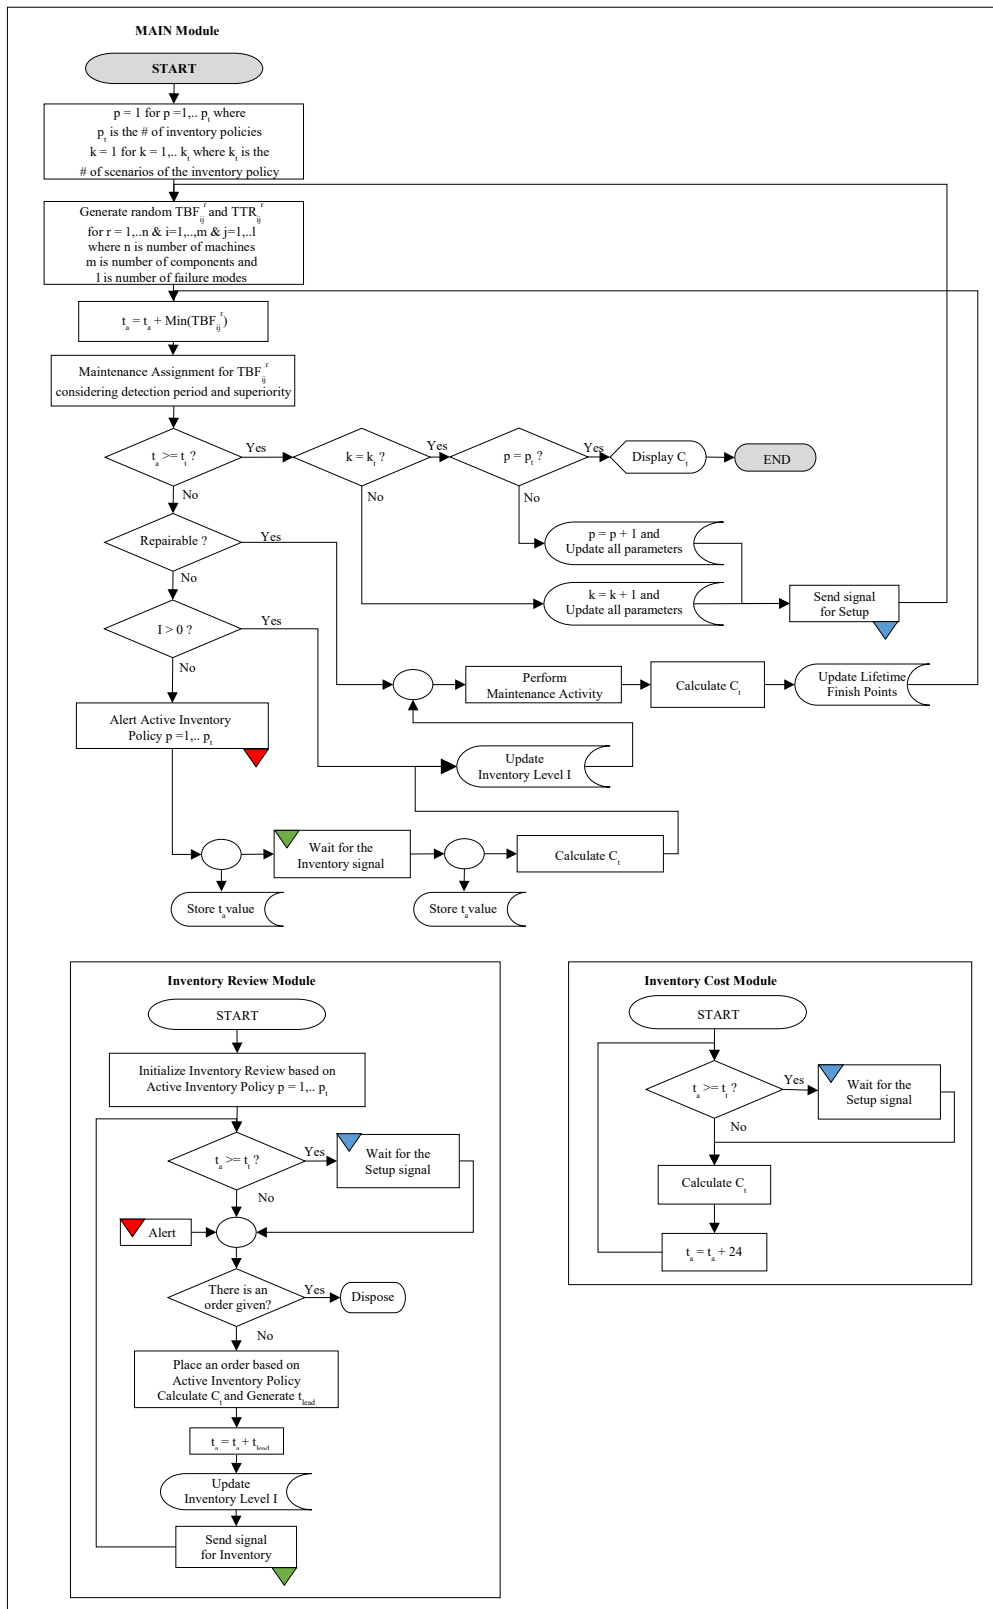 MAIN Module
START
p = 1 for p =1,.. pₜ where
pₜ is the # of inventory policies
k = 1 for k = 1,.. kₜ where kₜ is the
# of scenarios of the inventory policy
Generate random TBFᵢⱼʳ and TTRᵢⱼʳ
for r = 1,..n & i=1,..,m & j=1,..l
where n is number of machines
m is number of components and
l is number of failure modes
tₐ = tₐ + Min(TBFᵢⱼʳ)
Maintenance Assignment for TBFᵢⱼʳ
considering detection period and superiority
tₐ >= tₜ ?
Yes
k = kₜ ?
Yes
p = pₜ ?
Yes
Display Cₜ
END
No
No
No
Repairable ?
Yes
p = p + 1 and
Update all parameters
No
k = k + 1 and
Update all parameters
Send signal
for Setup
I > 0 ?
Yes
No
Perform
Maintenance Activity
Calculate Cₜ
Update Lifetime
Finish Points
Alert Active Inventory
Policy p =1,.. pₜ
Update
Inventory Level I
Wait for the
Inventory signal
Calculate Cₜ
Store tₐ value
Store tₐ value
Inventory Review Module
START
Initialize Inventory Review based on
Active Inventory Policy p = 1,.. pₜ
tₐ >= tₜ ?
Yes
Wait for the
Setup signal
No
Alert
There is an
order given?
Yes
Dispose
No
Place an order based on
Active Inventory Policy
Calculate Cₜ and Generate t_lead
tₐ = tₐ + t_lead
Update
Inventory Level I
Send signal
for Inventory
Inventory Cost Module
START
tₐ >= tₜ ?
Yes
Wait for the
Setup signal
No
Calculate Cₜ
tₐ = tₐ + 24